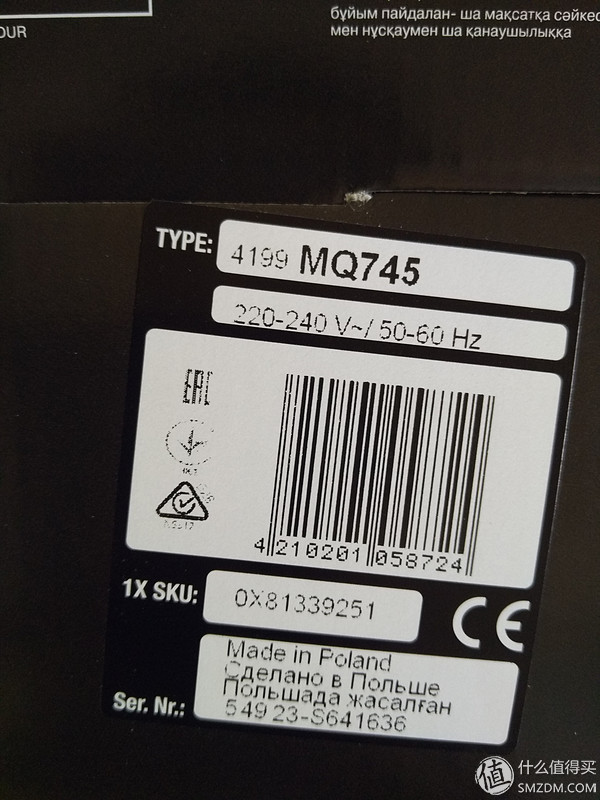 OUR
бұйым пайдалан- ша мақсатқа сәйкес
мен нұсқаумен ша қанаушылыққа
TYPE: 4199 MQ745
220-240 V~/ 50-60 Hz
EAC
4 210201 058724
1X SKU: 0X81339251
CE
Made in Poland
Сделано в Польше
Польшада жасалған
Ser. Nr.: 5 49 23-S641636
值 什么值得买
SMZDM.COM